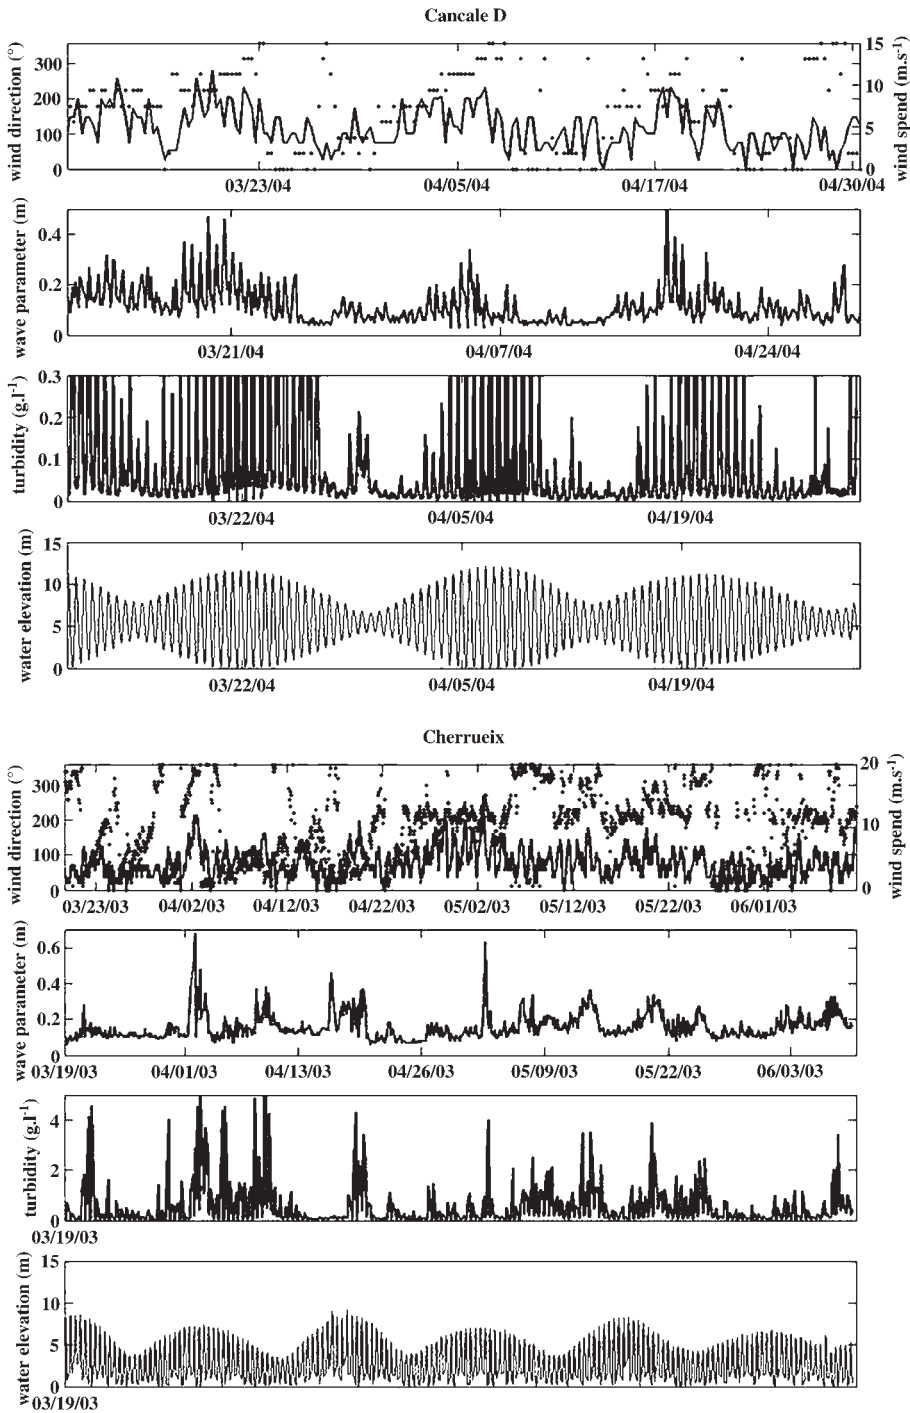 Cancale D
wind direction (°)
300
200
100
0
15
10
5
0
wind spend (m.s-1)
03/23/04 04/05/04 04/17/04 04/30/04
wave parameter (m)
0.4
0.2
0
03/21/04 04/07/04 04/24/04
turbidity (g.l-1)
0.3
0.2
0.1
0
03/22/04 04/05/04 04/19/04
water elevation (m)
15
10
5
0
03/22/04 04/05/04 04/19/04
Cherrueix
wind direction (°)
300
200
100
0
20
10
0
wind spend (m.s-1)
03/23/03 04/02/03 04/12/03 04/22/03 05/02/03 05/12/03 05/22/03 06/01/03
wave parameter (m)
0.6
0.4
0.2
0
03/19/03 04/01/03 04/13/03 04/26/03 05/09/03 05/22/03 06/03/03
turbidity (g.l-1)
4
2
0
03/19/03
water elevation (m)
15
10
5
0
03/19/03